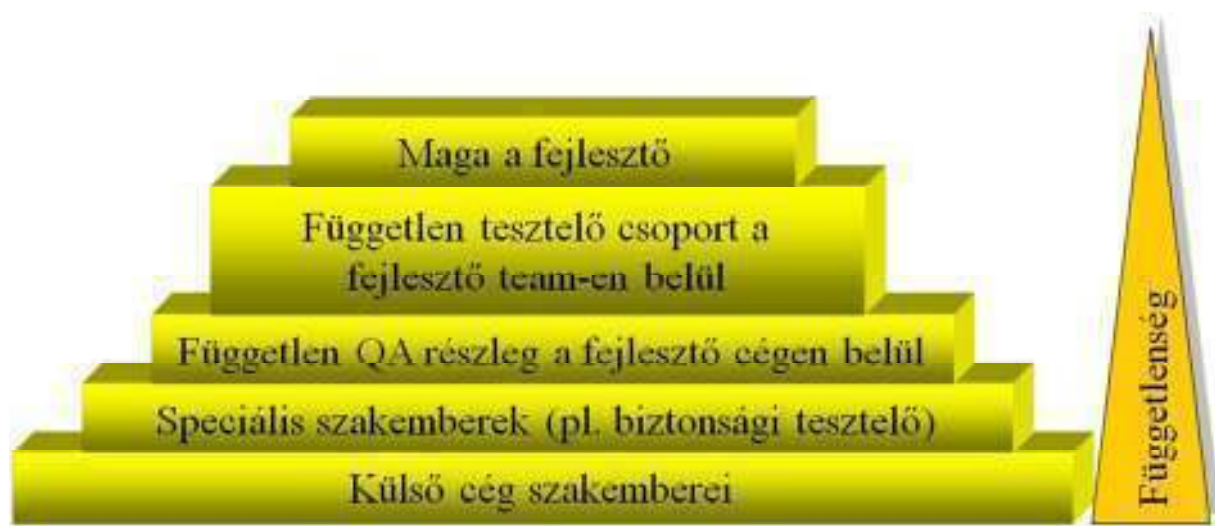 Maga a fejlesztő
Független tesztelő csoport a
fejlesztő team-en belül
Független QA részleg a fejlesztő cégen belül
Speciális szakemberek (pl. biztonsági tesztelő)
Külső cég szakemberei
Függetlenség